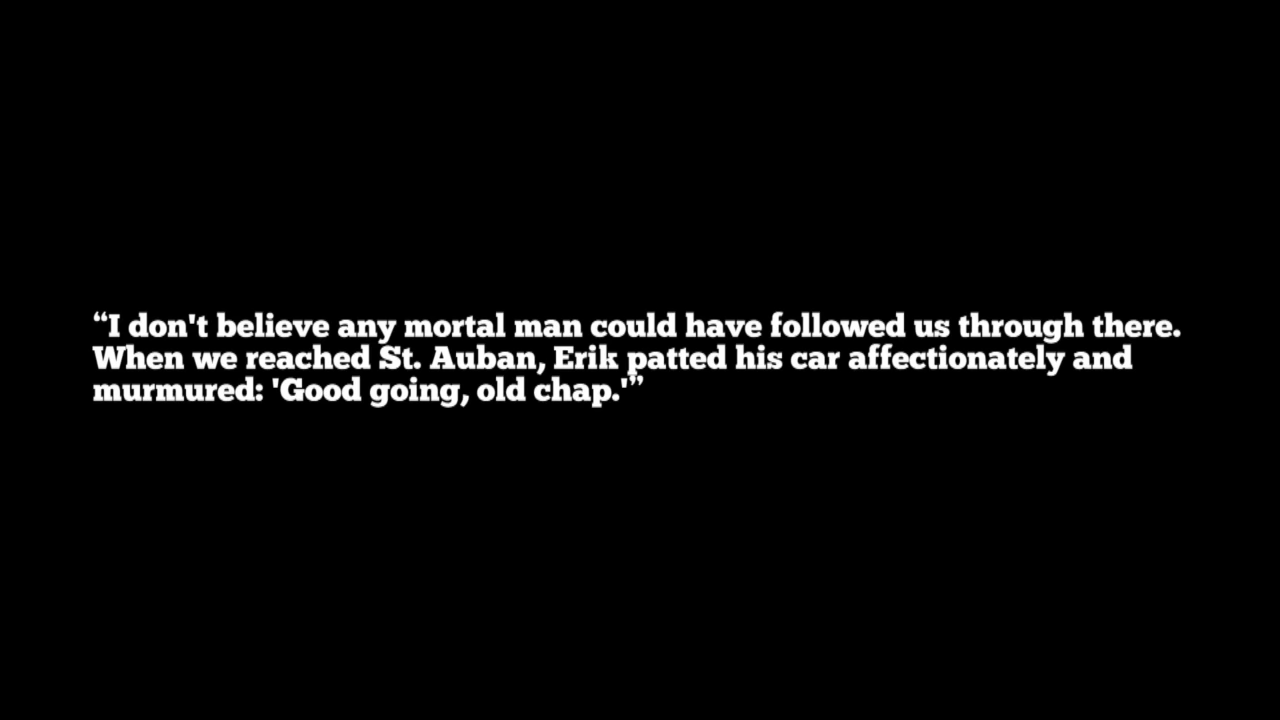 “I don't believe any mortal man could have followed us through there.
When we reached St. Auban, Erik patted his car affectionately and
murmured: 'Good going, old chap.'”